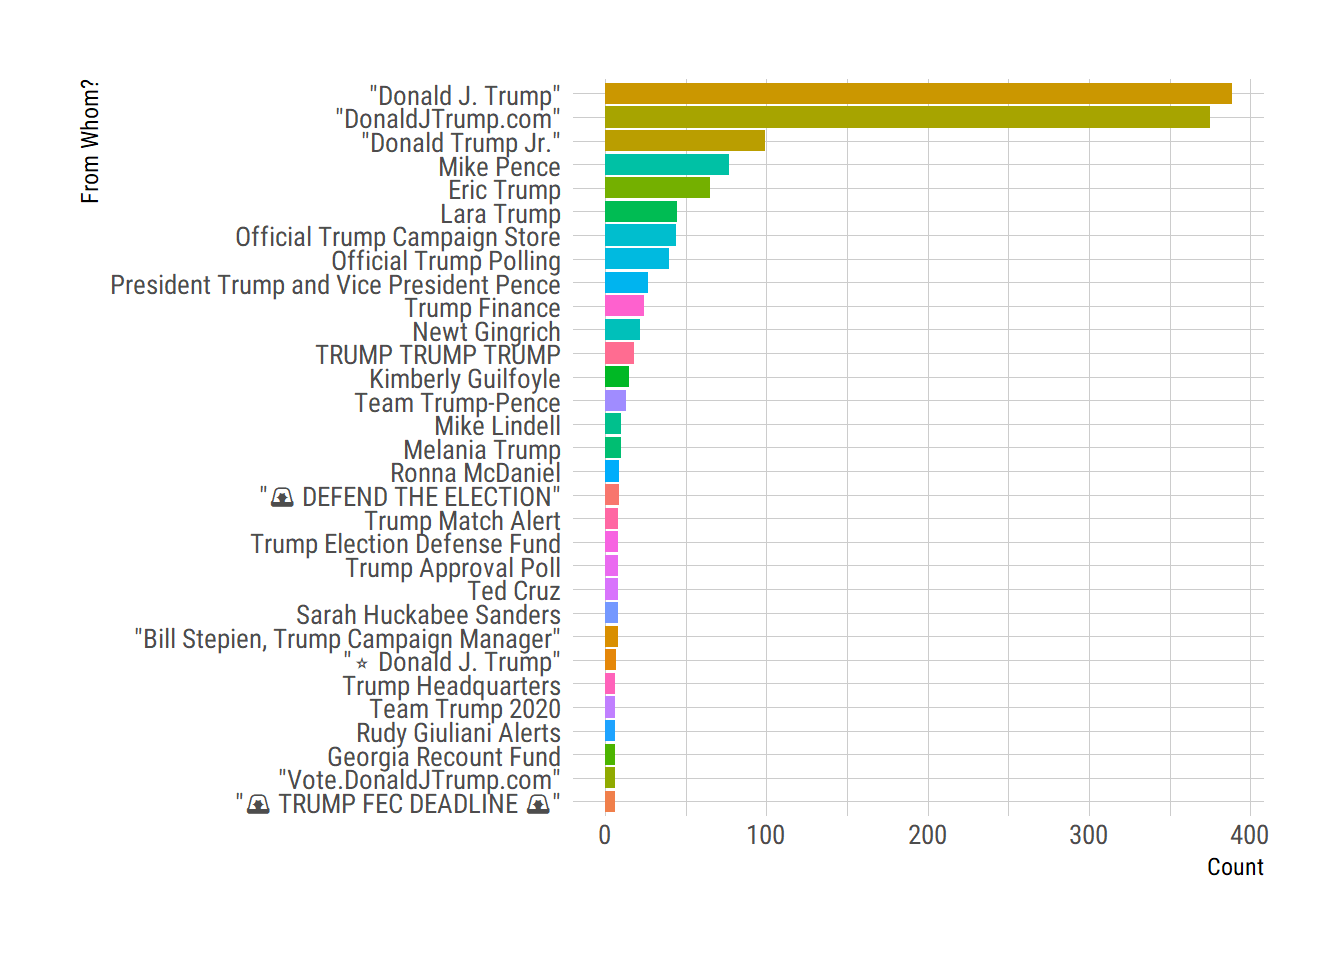 From Whom?
"Donald J. Trump"
"DonaldJTrump.com"
"Donald Trump Jr."
Mike Pence
Eric Trump
Lara Trump
Official Trump Campaign Store
Official Trump Polling
President Trump and Vice President Pence
Trump Finance
Newt Gingrich
TRUMP TRUMP TRUMP
Kimberly Guilfoyle
Team Trump-Pence
Mike Lindell
Melania Trump
Ronna McDaniel
"🚨 DEFEND THE ELECTION"
Trump Match Alert
Trump Election Defense Fund
Trump Approval Poll
Ted Cruz
Sarah Huckabee Sanders
"Bill Stepien, Trump Campaign Manager"
"⭐ Donald J. Trump"
Trump Headquarters
Team Trump 2020
Rudy Giuliani Alerts
Georgia Recount Fund
"Vote.DonaldJTrump.com"
"🚨 TRUMP FEC DEADLINE 🚨"
0 100 200 300 400
Count